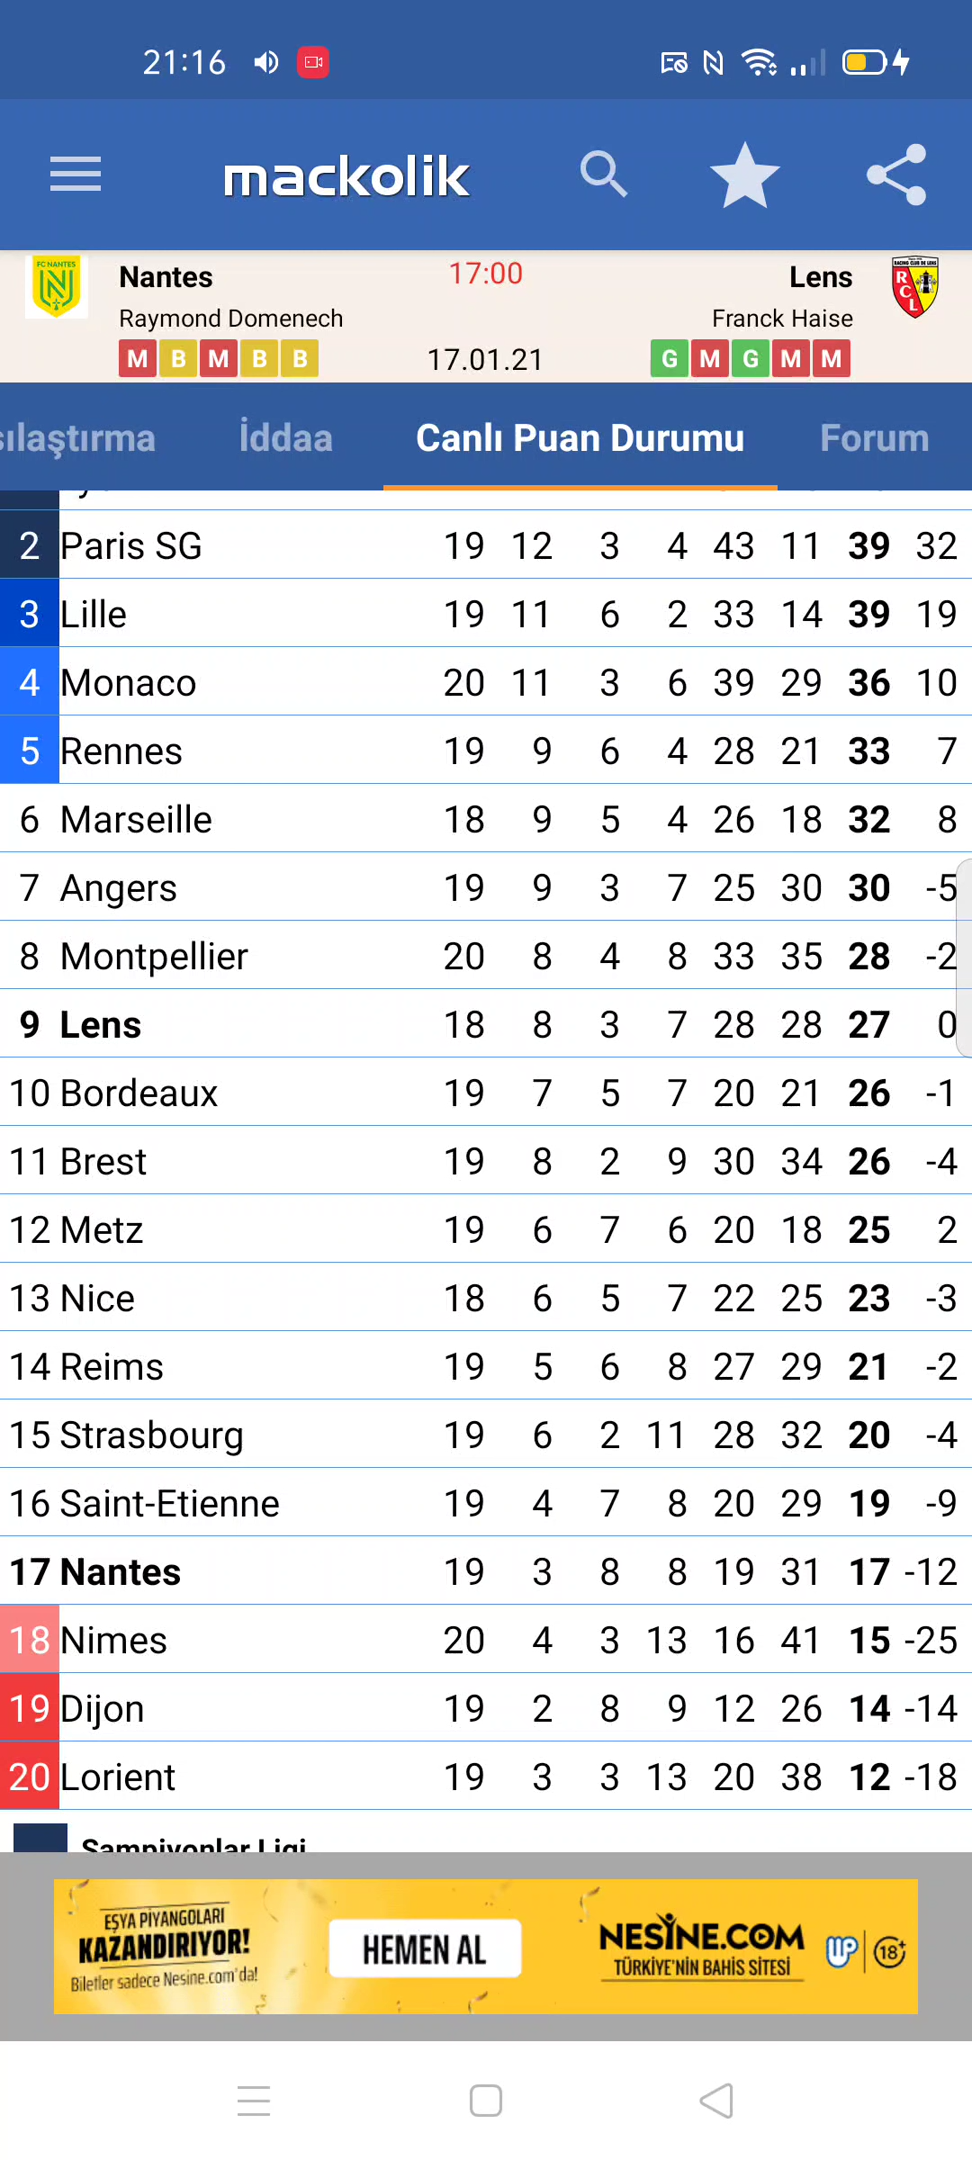 21:16
mackolik
FC NANTES
Nantes 17:00 Lens
RACING CLUB DE LENS
RCL
Raymond Domenech Franck Haise
M B M B B 17.01.21 G M G M M
sılaştırma İddaa Canlı Puan Durumu Forum
2 Paris SG 19 12 3 4 43 11 39 32
3 Lille 19 11 6 2 33 14 39 19
4 Monaco 20 11 3 6 39 29 36 10
5 Rennes 19 9 6 4 28 21 33 7
6 Marseille 18 9 5 4 26 18 32 8
7 Angers 19 9 3 7 25 30 30 -5
8 Montpellier 20 8 4 8 33 35 28 -2
9 Lens 18 8 3 7 28 28 27 0
10 Bordeaux 19 7 5 7 20 21 26 -1
11 Brest 19 8 2 9 30 34 26 -4
12 Metz 19 6 7 6 20 18 25 2
13 Nice 18 6 5 7 22 25 23 -3
14 Reims 19 5 6 8 27 29 21 -2
15 Strasbourg 19 6 2 11 28 32 20 -4
16 Saint-Etienne 19 4 7 8 20 29 19 -9
17 Nantes 19 3 8 8 19 31 17 -12
18 Nimes 20 4 3 13 16 41 15 -25
19 Dijon 19 2 8 9 12 26 14 -14
20 Lorient 19 3 3 13 20 38 12 -18
Şampiyonlar Ligi
EŞYA PİYANGOLARI
KAZANDIRIYOR!
Biletler sadece Nesine.com'da!
HEMEN AL
NESİNE.COM
TÜRKİYE'NİN BAHİS SİTESİ
18+